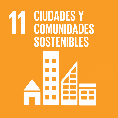 11 CIUDADES Y
COMUNIDADES
SOSTENIBLES